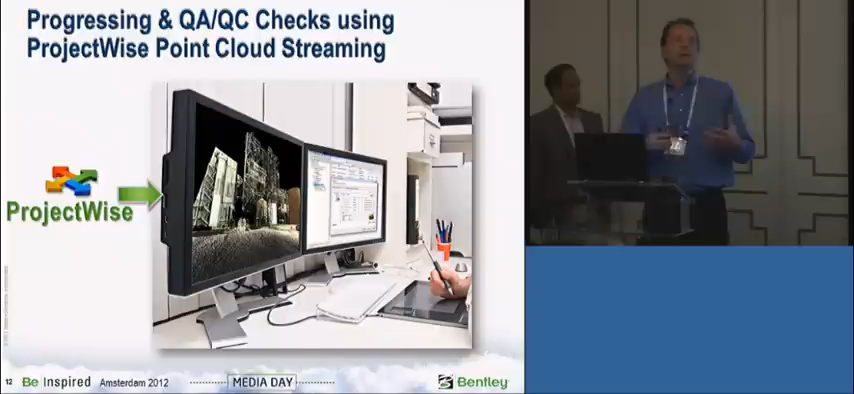 Progressing & QA/QC Checks using
ProjectWise Point Cloud Streaming
ProjectWise
12 Be Inspired Amsterdam 2012 MEDIA DAY Bentley